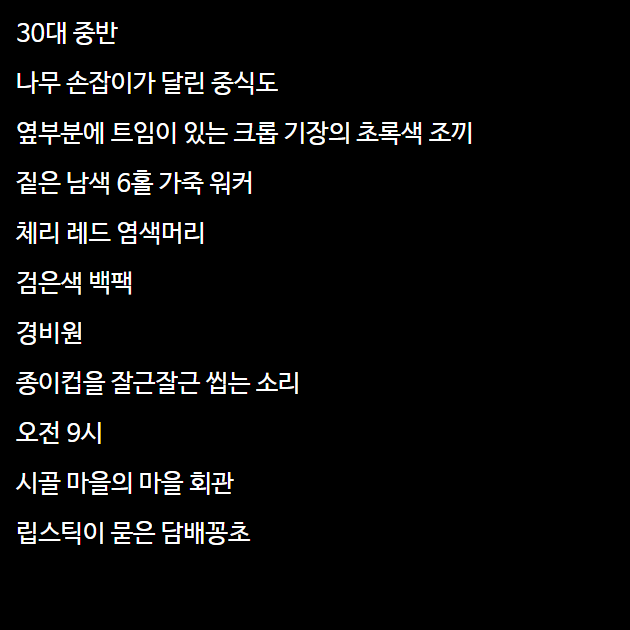 30대 중반
나무 손잡이가 달린 중식도
옆부분에 트임이 있는 크롭 기장의 초록색 조끼
짙은 남색 6홀 가죽 워커
체리 레드 염색머리
검은색 백팩
경비원
종이컵을 잘근잘근 씹는 소리
오전 9시
시골 마을의 마을 회관
립스틱이 묻은 담배꽁초